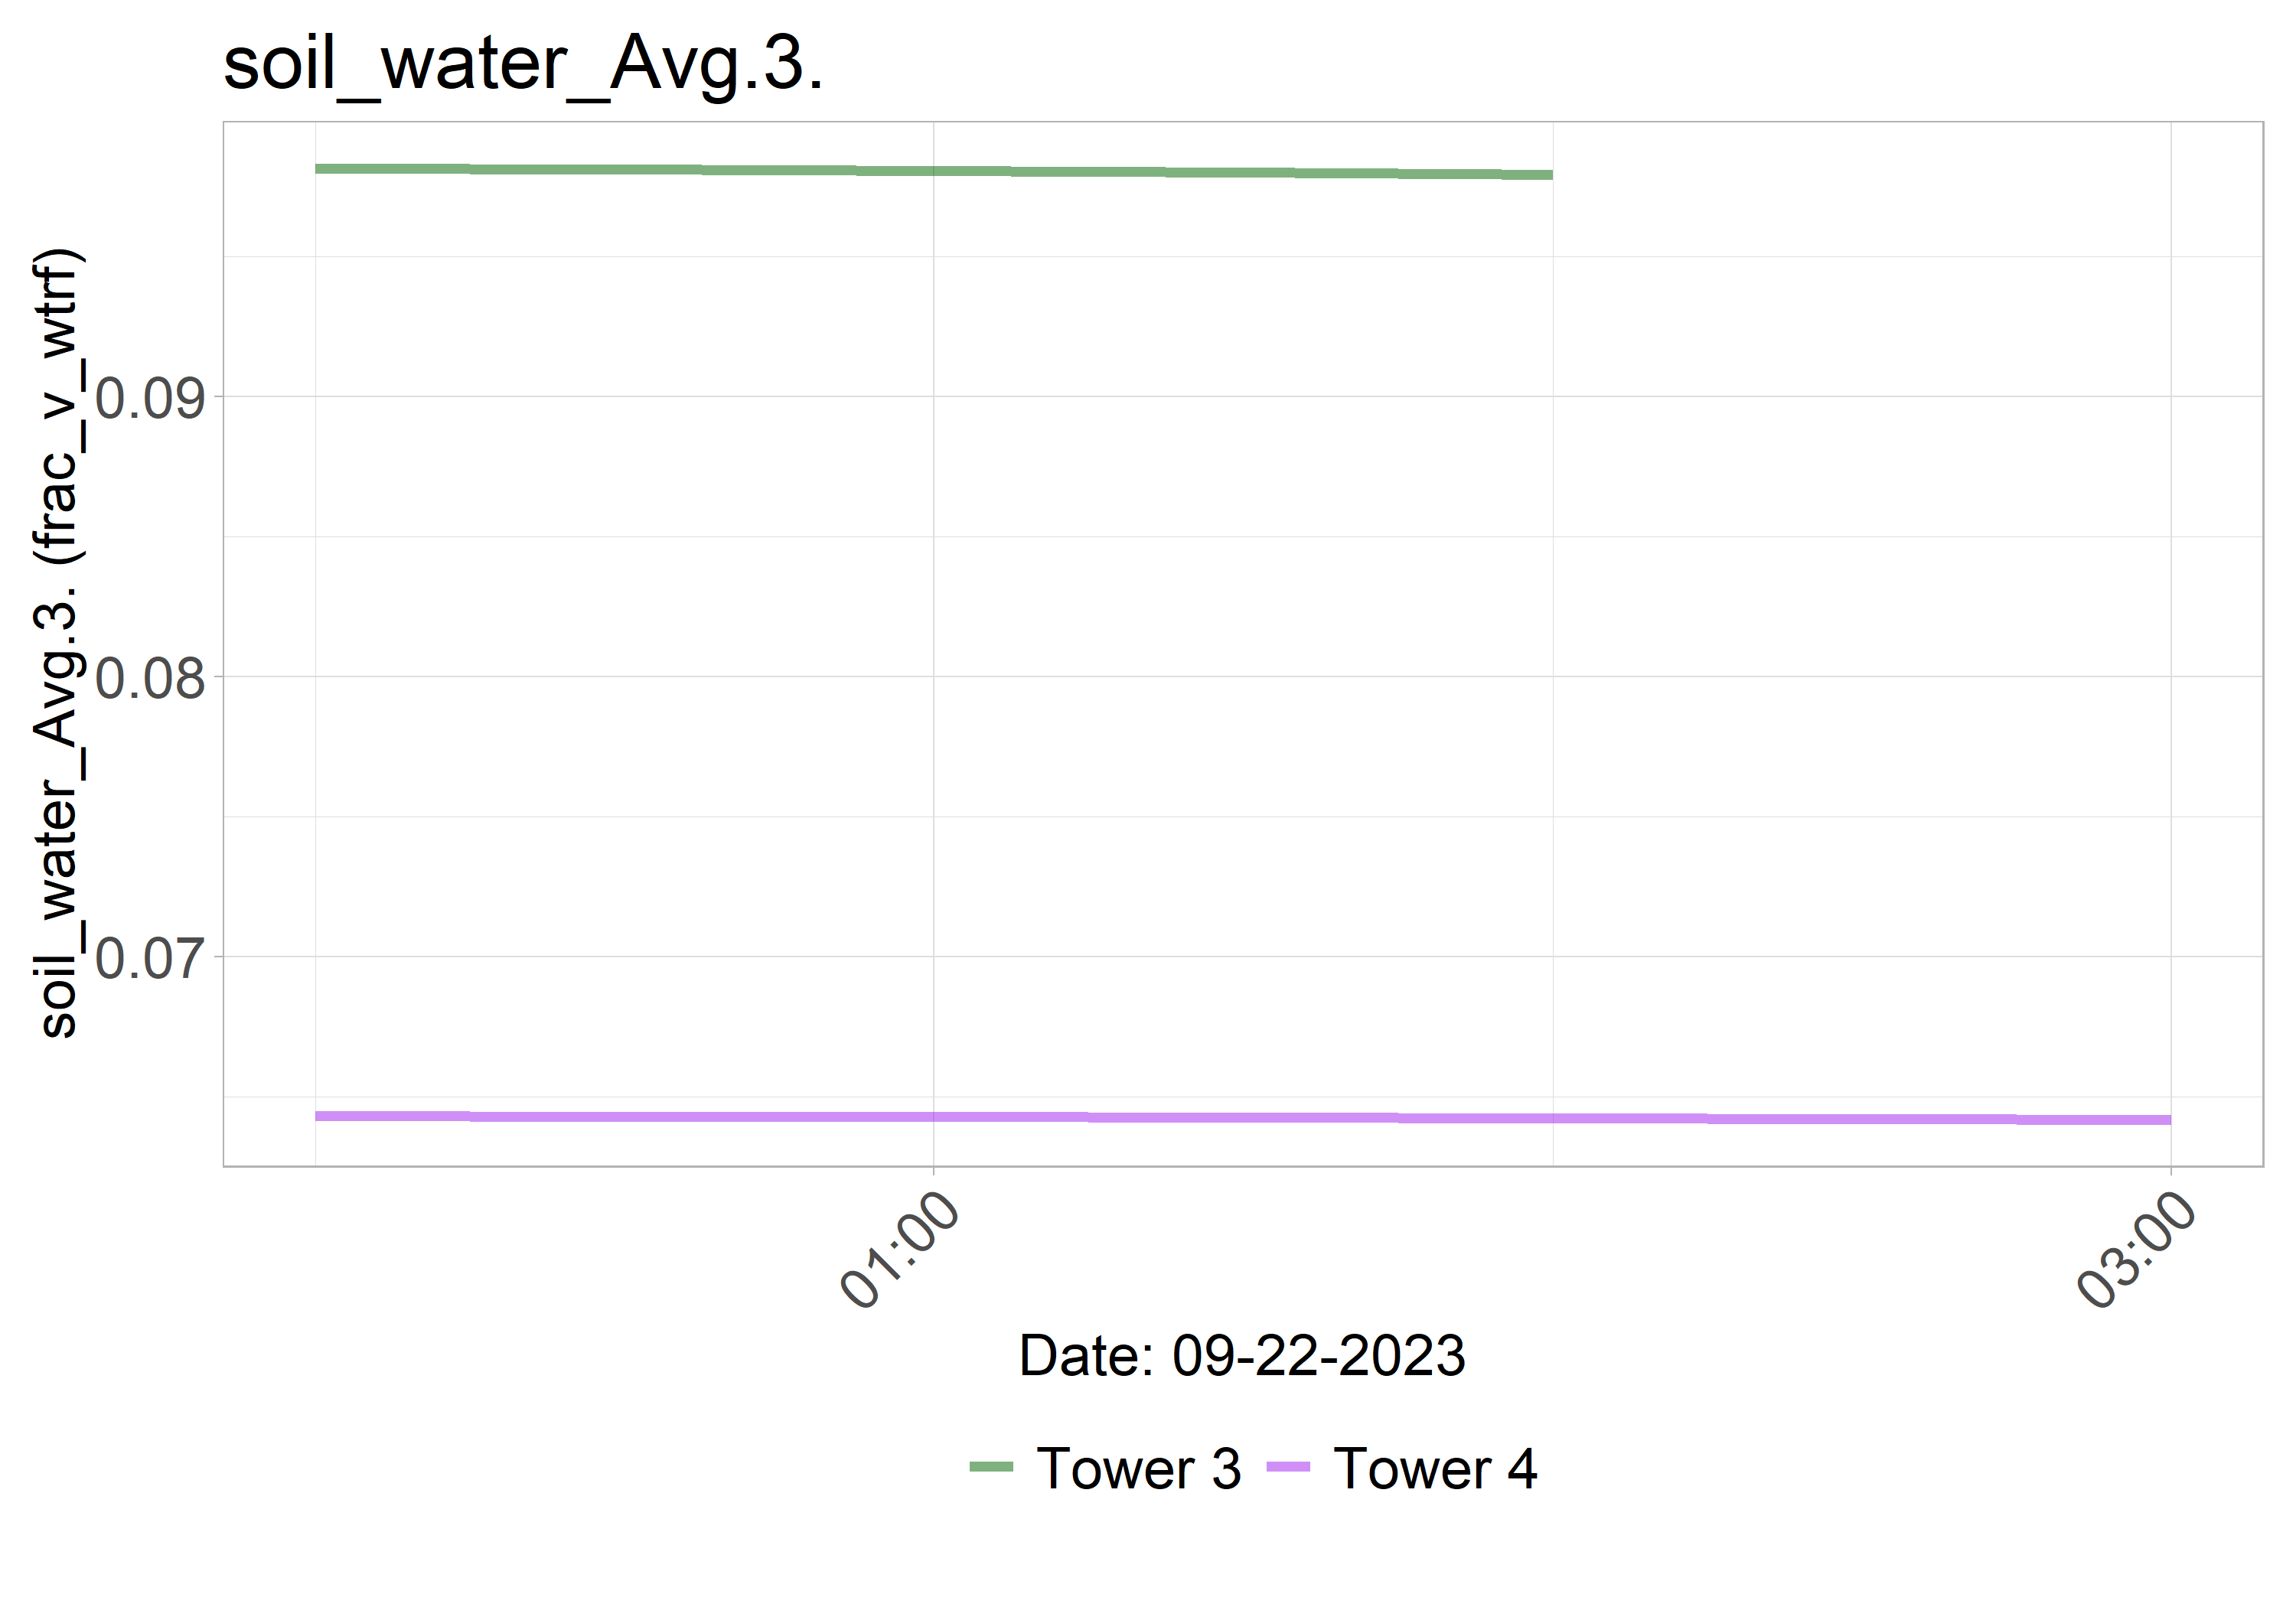 soil_water_Avg.3.
soil_water_Avg.3. (frac_v_wtrf)
0.09
0.08
0.07
01:00
03:00
Date: 09-22-2023
Tower 3
Tower 4